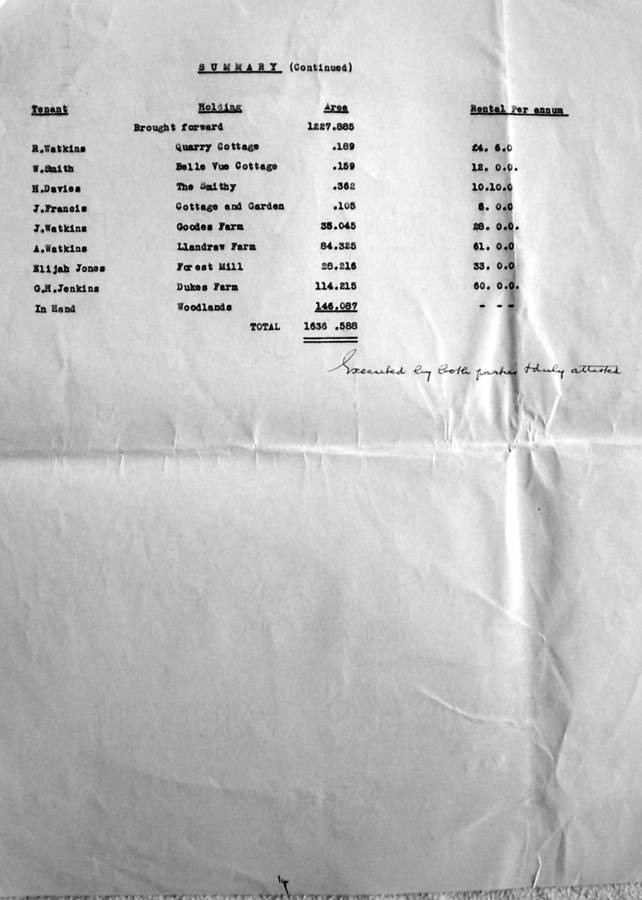 SUMMARY (Continued)
Tenant Holding Area Rental Per annum
Brought forward 1227.885
R.Watkins Quarry Cottage .189 24. 6.0
W.Smith Belle Vue Cottage .159 12. 0.0.
H.Davies The Smithy .362 10.10.0
J.Francis Cottage and Garden .105 8. 0.0
J.Watkins Goodes Farm 35.045 28. 0.0.
A.Watkins Llandraw Farm 84.325 61. 0.0
Elijah Jones Forest Mill 28.216 33. 0.0
G.H.Jenkins Dukes Farm 114.215 60. 0.0.
In Hand Woodlands 146.087 - - -
TOTAL 1636 .588
Executed by both parties & duly attested
14